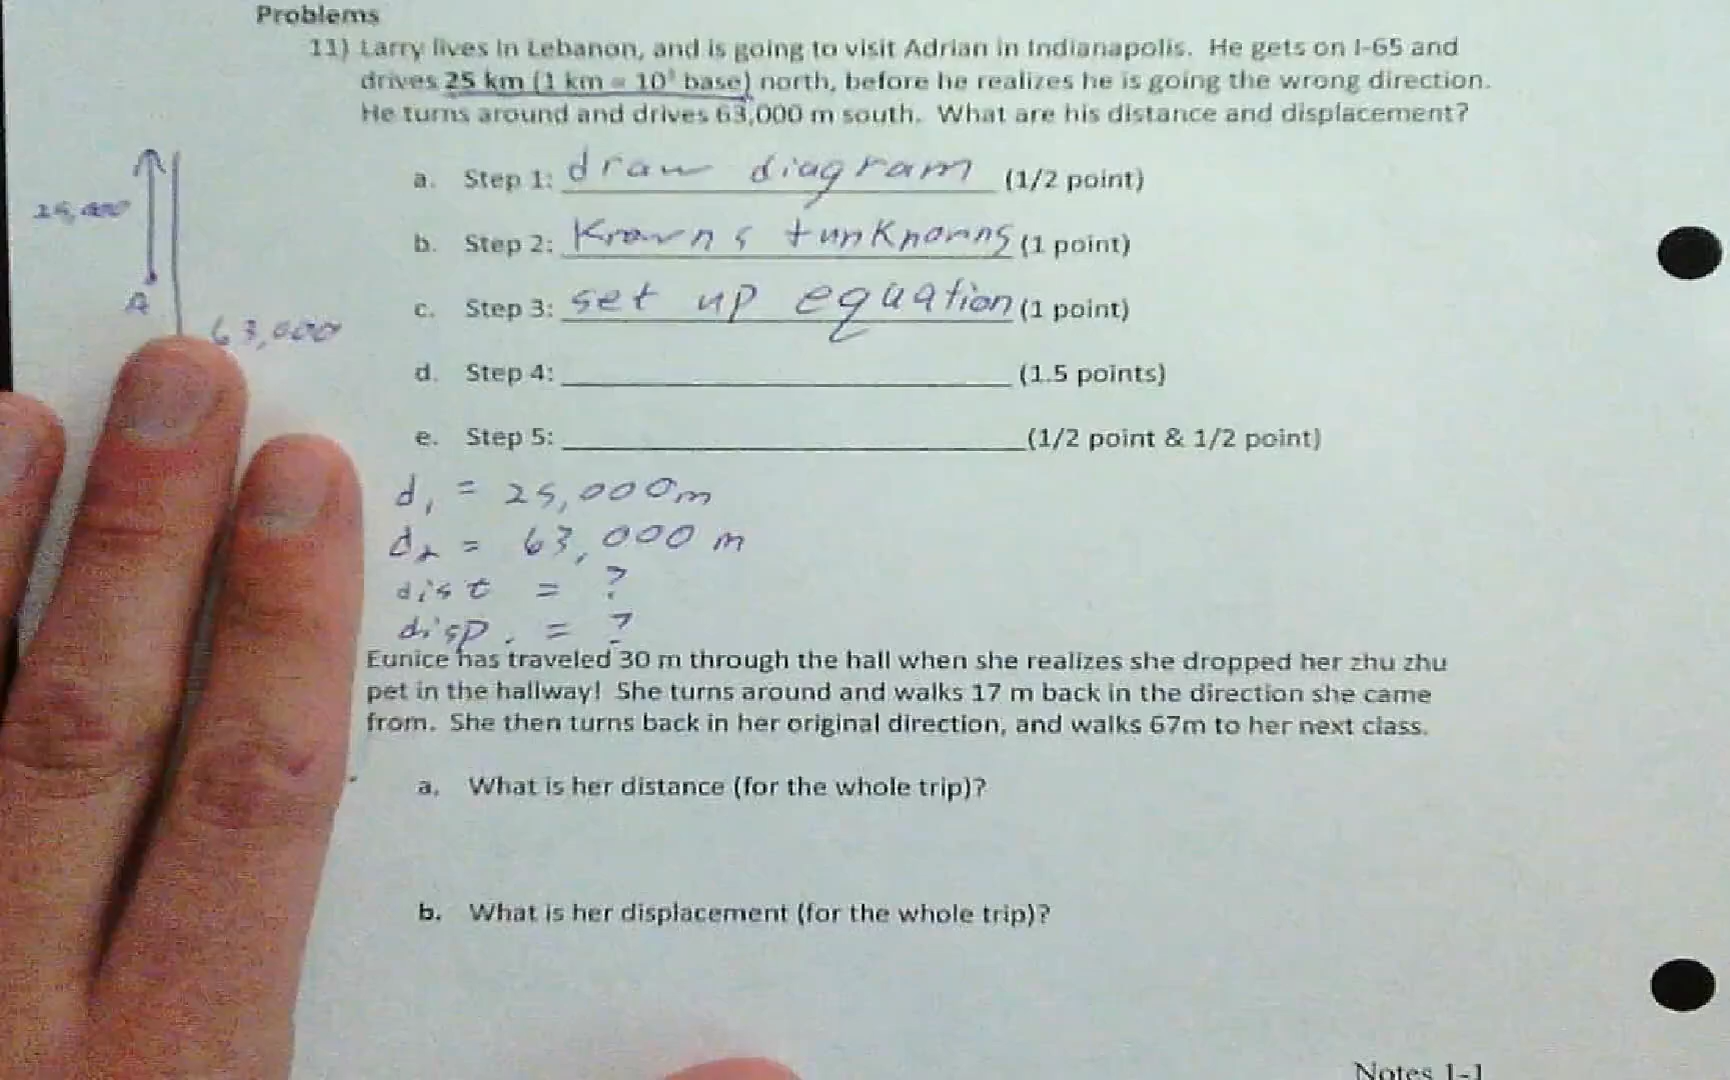 Problems
11) Larry lives in Lebanon, and is going to visit Adrian in Indianapolis. He gets on I-65 and
drives 25 km (1 km = 10³ base) north, before he realizes he is going the wrong direction.
He turns around and drives 63,000 m south. What are his distance and displacement?
a. Step 1: draw diagram (1/2 point)
25,000
b. Step 2: Knowns + unknowns (1 point)
A
c. Step 3: set up equation (1 point)
63,000
d. Step 4: (1.5 points)
e. Step 5: (1/2 point & 1/2 point)
d₁ = 25,000m
d₂ = 63,000 m
dist = ?
disp. = ?
Eunice has traveled 30 m through the hall when she realizes she dropped her zhu zhu
pet in the hallway! She turns around and walks 17 m back in the direction she came
from. She then turns back in her original direction, and walks 67m to her next class.
a. What is her distance (for the whole trip)?
b. What is her displacement (for the whole trip)?
Notes 1-1